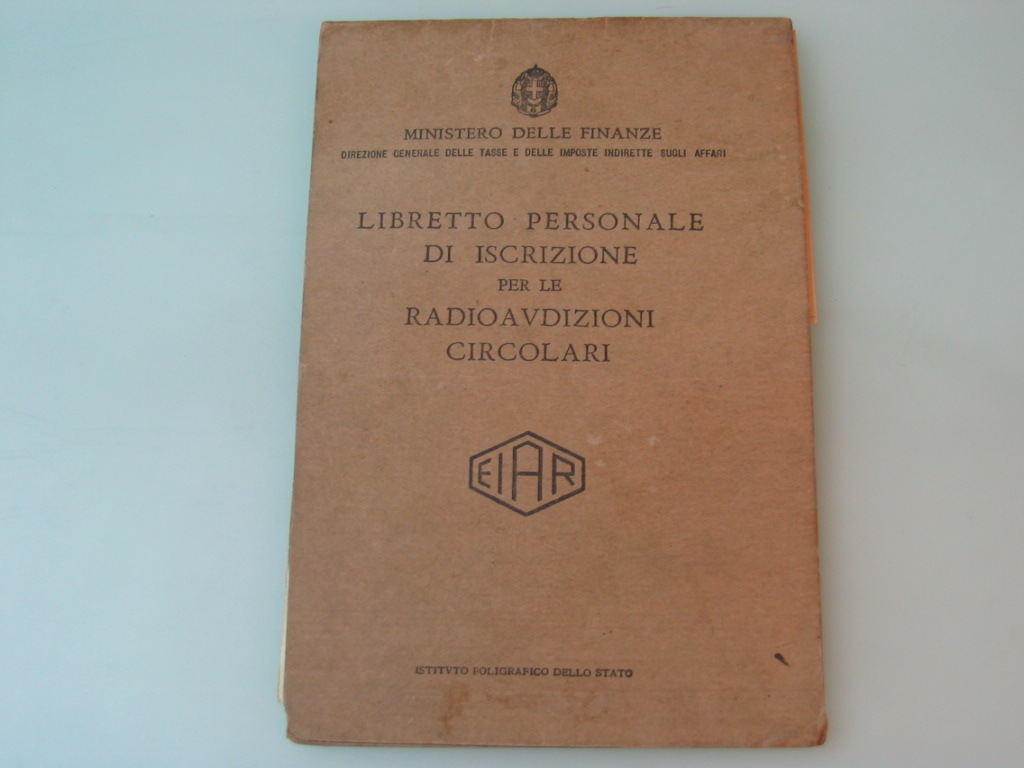 MINISTERO DELLE FINANZE
DIREZIONE GENERALE DELLE TASSE E DELLE IMPOSTE INDIRETTE SUGLI AFFARI
LIBRETTO PERSONALE
DI ISCRIZIONE
PER LE
RADIOAVDIZIONI
CIRCOLARI
EIAR
ISTITVTO POLIGRAFICO DELLO STATO